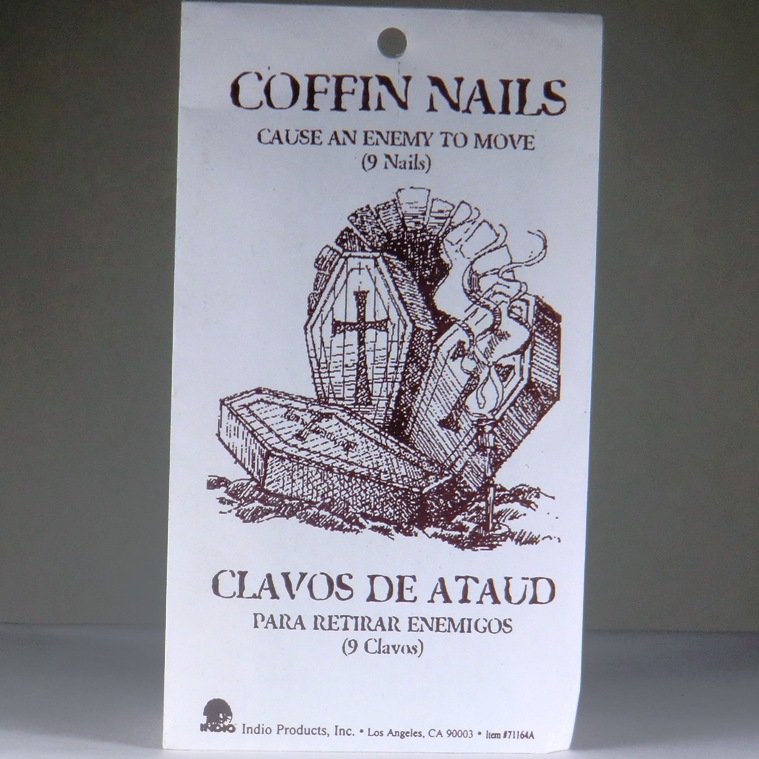 COFFIN NAILS
CAUSE AN ENEMY TO MOVE
(9 Nails)
CLAVOS DE ATAUD
PARA RETIRAR ENEMIGOS
(9 Clavos)
INDIO Indio Products, Inc. • Los Angeles, CA 90003 • Item #71164A